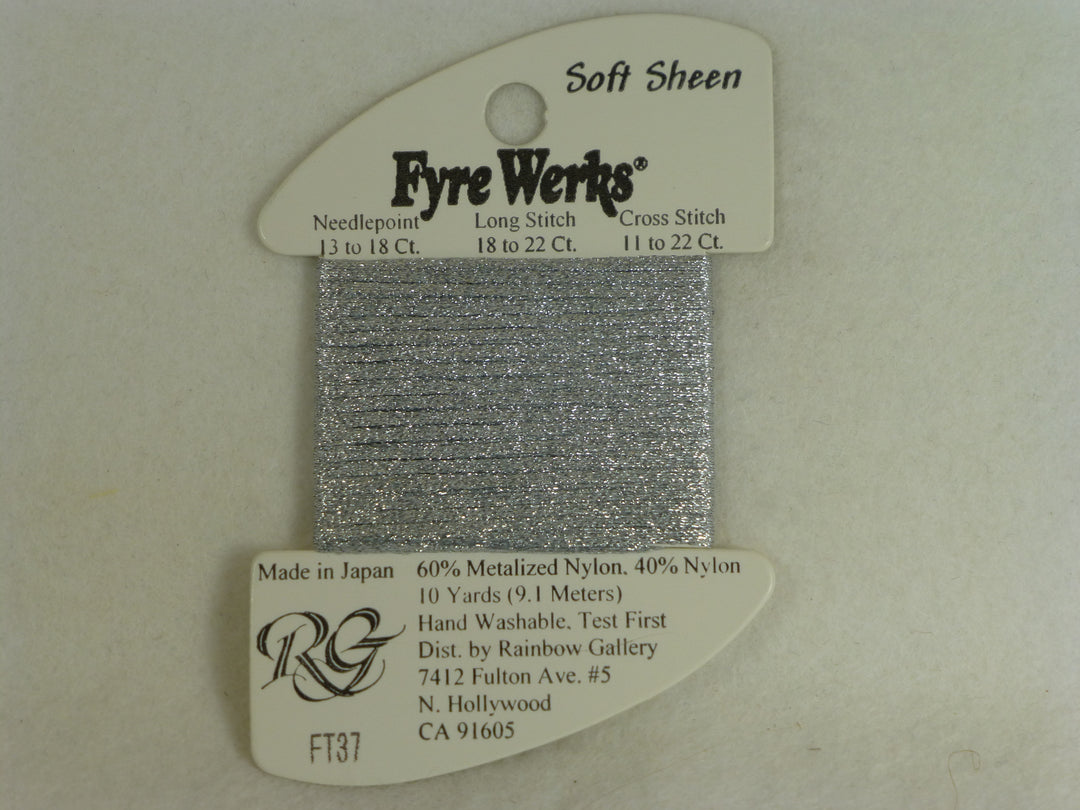 Soft Sheen
Fyre Werks®
Needlepoint Long Stitch Cross Stitch
13 to 18 Ct. 18 to 22 Ct. 11 to 22 Ct.
Made in Japan 60% Metalized Nylon, 40% Nylon
10 Yards (9.1 Meters)
Hand Washable, Test First
Dist. by Rainbow Gallery
7412 Fulton Ave. #5
N. Hollywood
CA 91605
RG
FT37